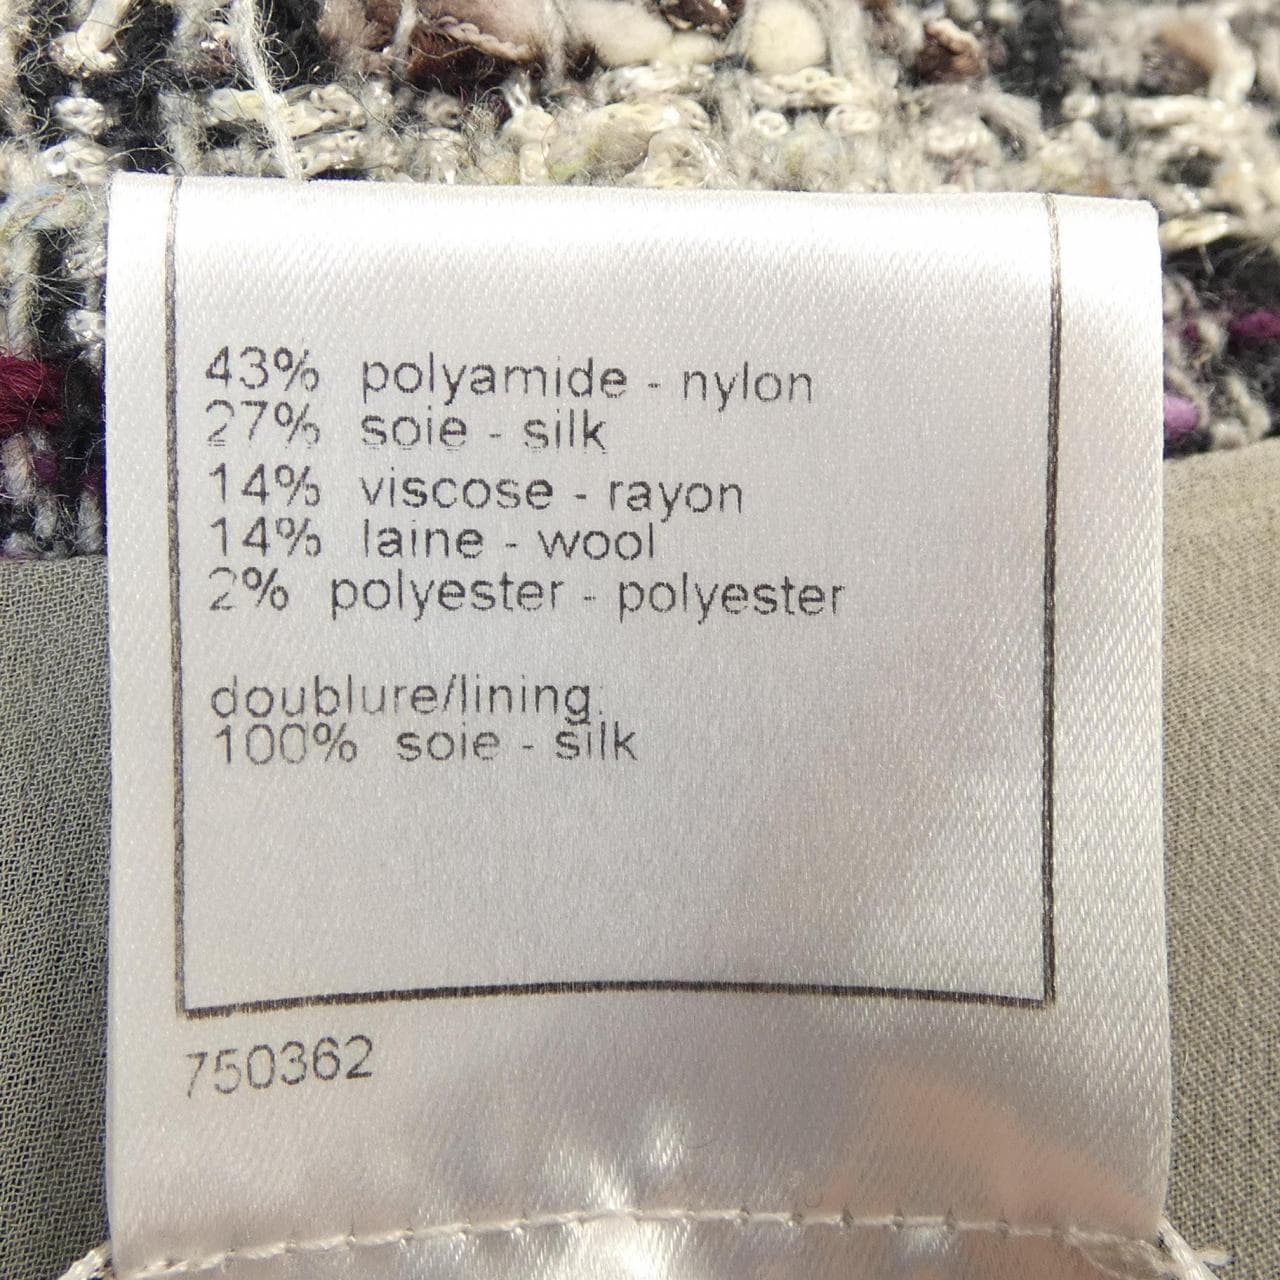 43% polyamide - nylon
27% soie - silk
14% viscose - rayon
14% laine - wool
2% polyester - polyester
doublure/lining:
100% soie - silk
750362